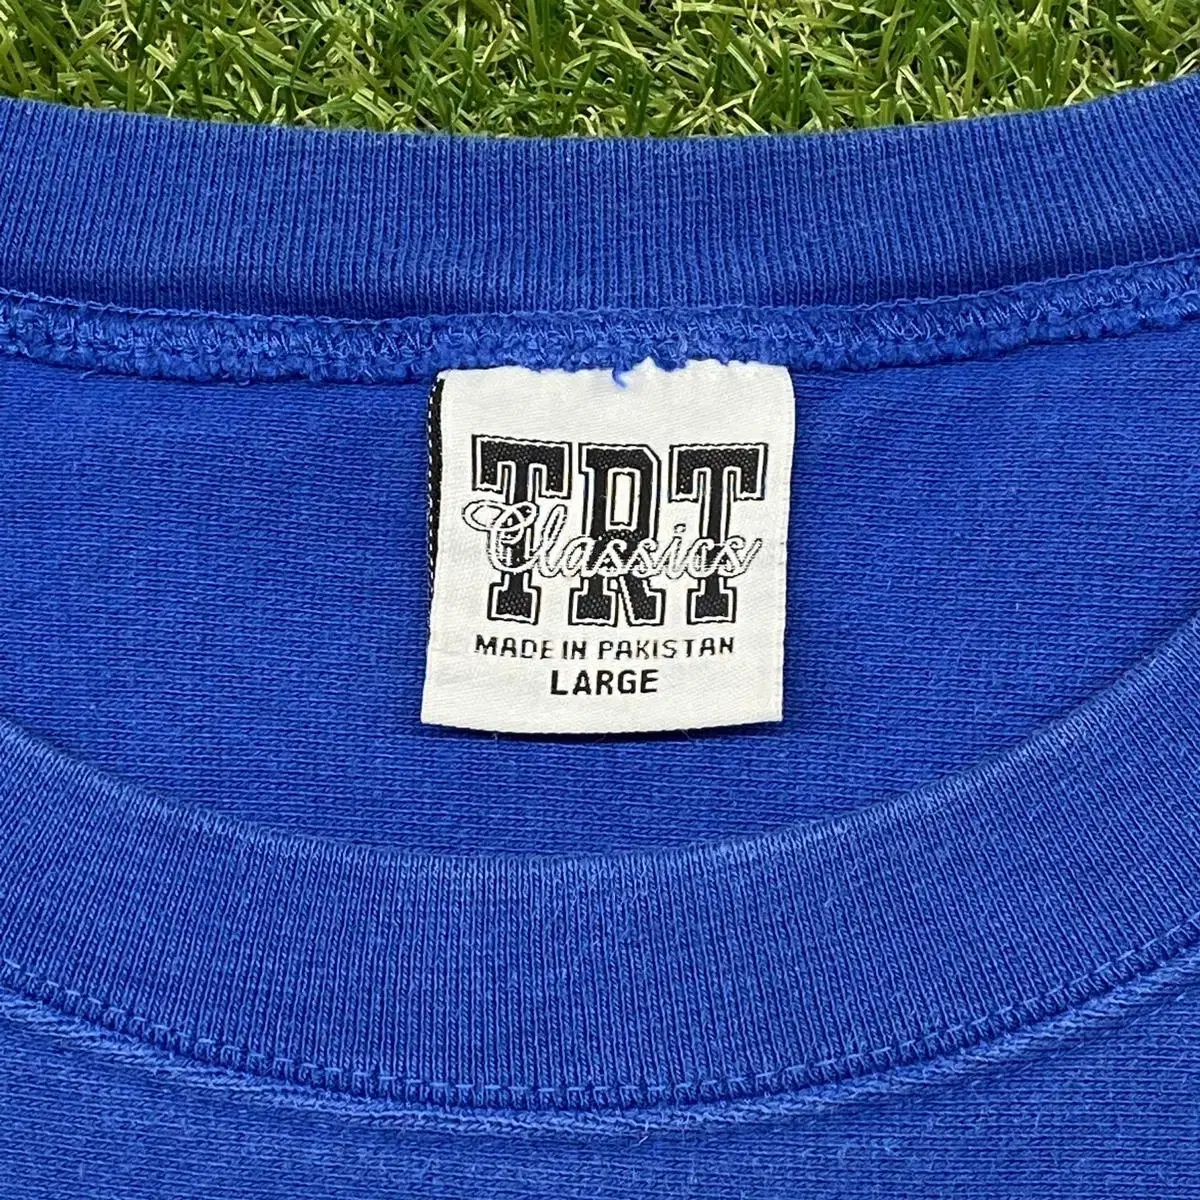 TRT
Classics
MADE IN PAKISTAN
LARGE